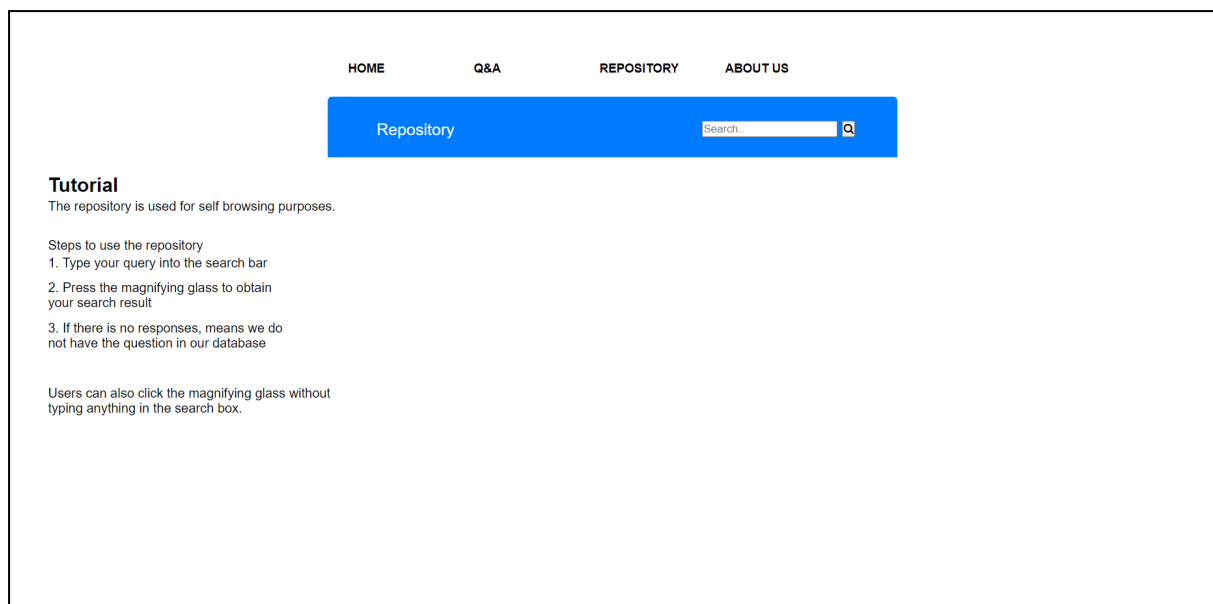 HOME Q&A REPOSITORY ABOUT US
Repository Search..
Tutorial
The repository is used for self browsing purposes.
Steps to use the repository
1. Type your query into the search bar
2. Press the magnifying glass to obtain
your search result
3. If there is no responses, means we do
not have the question in our database
Users can also click the magnifying glass without
typing anything in the search box.